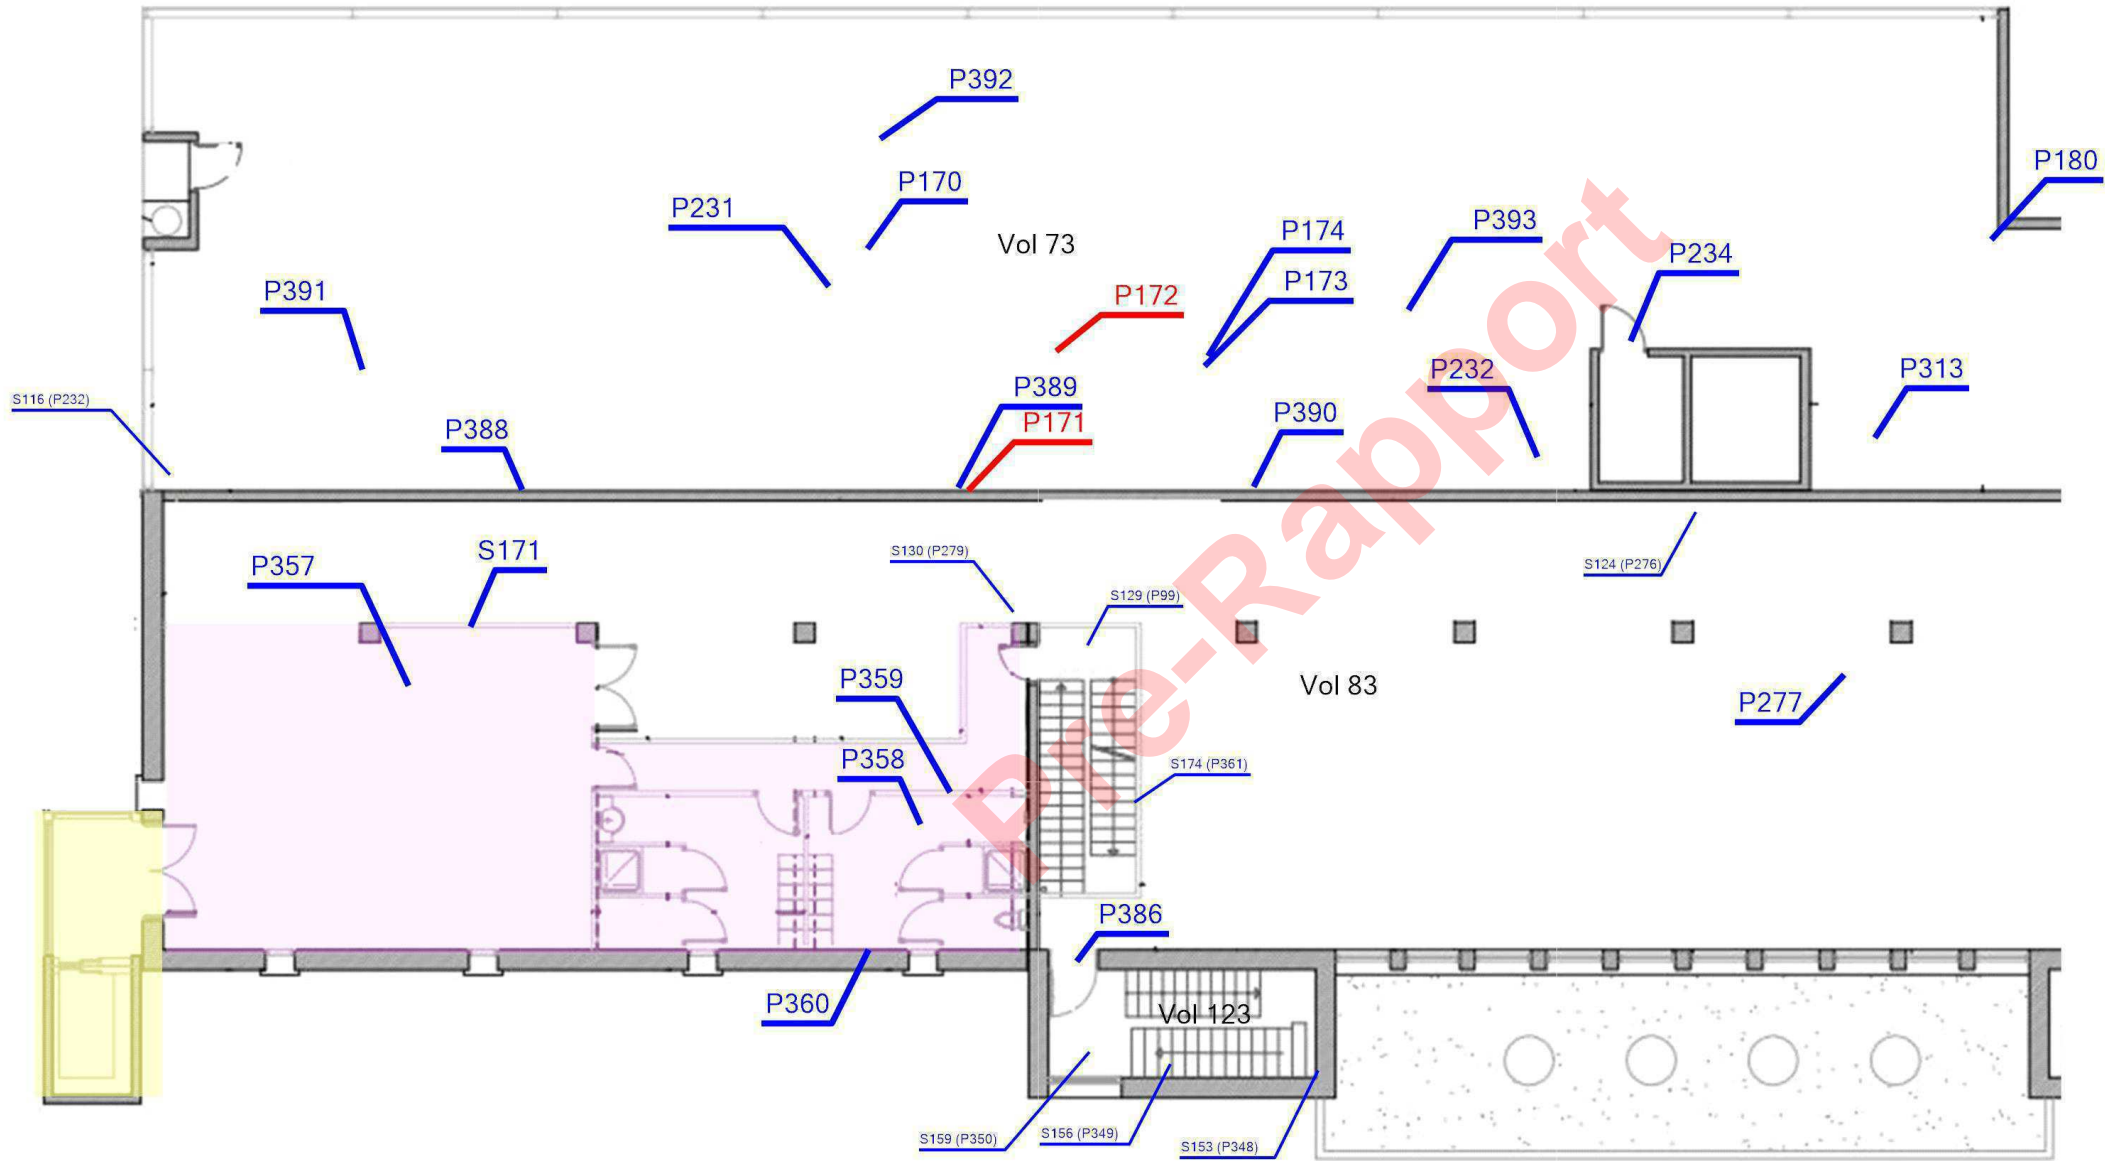 P392
P180
P170
P231
P174
P393
Vol 73
P234
P173
P391
P172
P313
P232
P389
S116 (P232)
P390
P171
P388
S171
S130 (P279)
P357
S124 (P276)
S129 (P99)
P359
Vol 83
P277
P358
S174 (P361)
P386
P360
Vol 123
S159 (P350)
S156 (P349)
S153 (P348)
Pre-Rapport